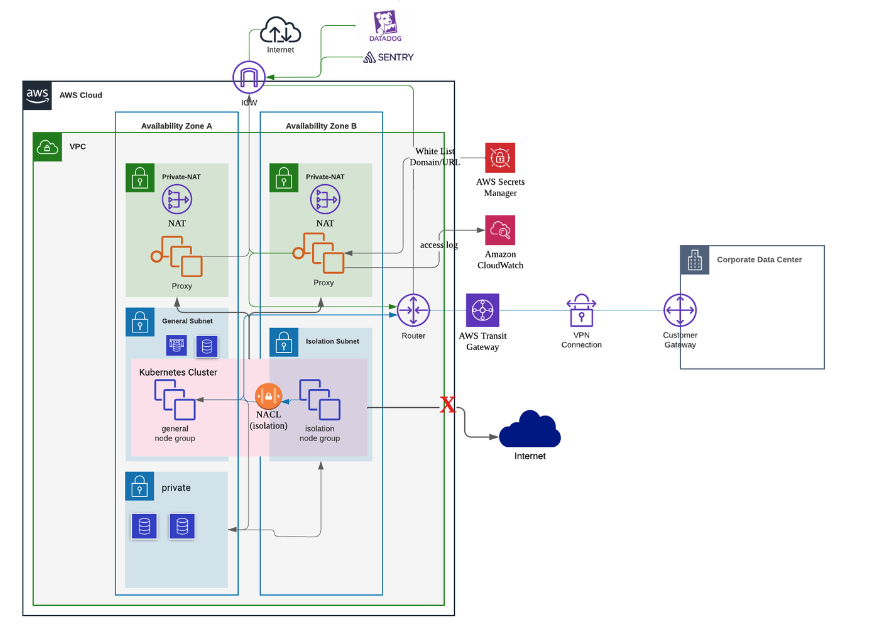 DATADOG
Internet
SENTRY
IGW
aws
AWS Cloud
Availability Zone A
Availability Zone B
VPC
White List
Domain/URL
Private-NAT
Private-NAT
AWS Secrets
Manager
NAT
NAT
access log
Amazon
CloudWatch
Corporate Data Center
Proxy
Proxy
General Subnet
Router
AWS Transit
Gateway
VPN
Connection
Customer
Gateway
Isolation Subnet
Kubernetes Cluster
X
NACL
(isolation)
general
node group
isolation
node group
Internet
private